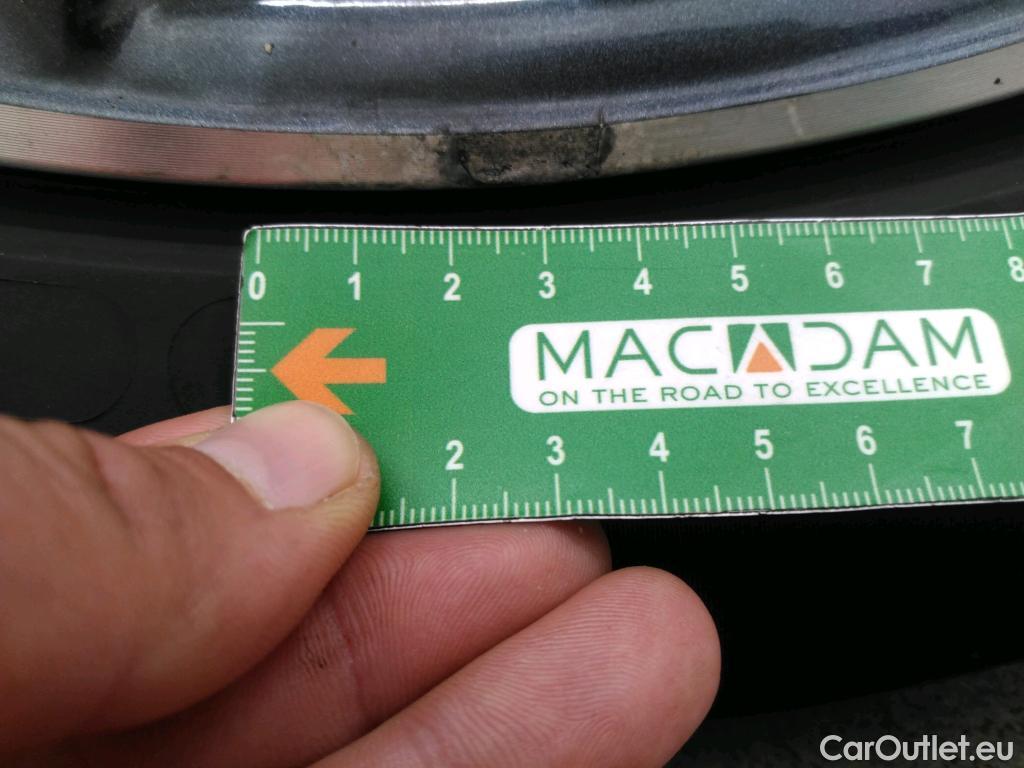 0 1 2 3 4 5 6 7 8
MACADAM
ON THE ROAD TO EXCELLENCE
2 3 4 5 6 7
CarOutlet.eu